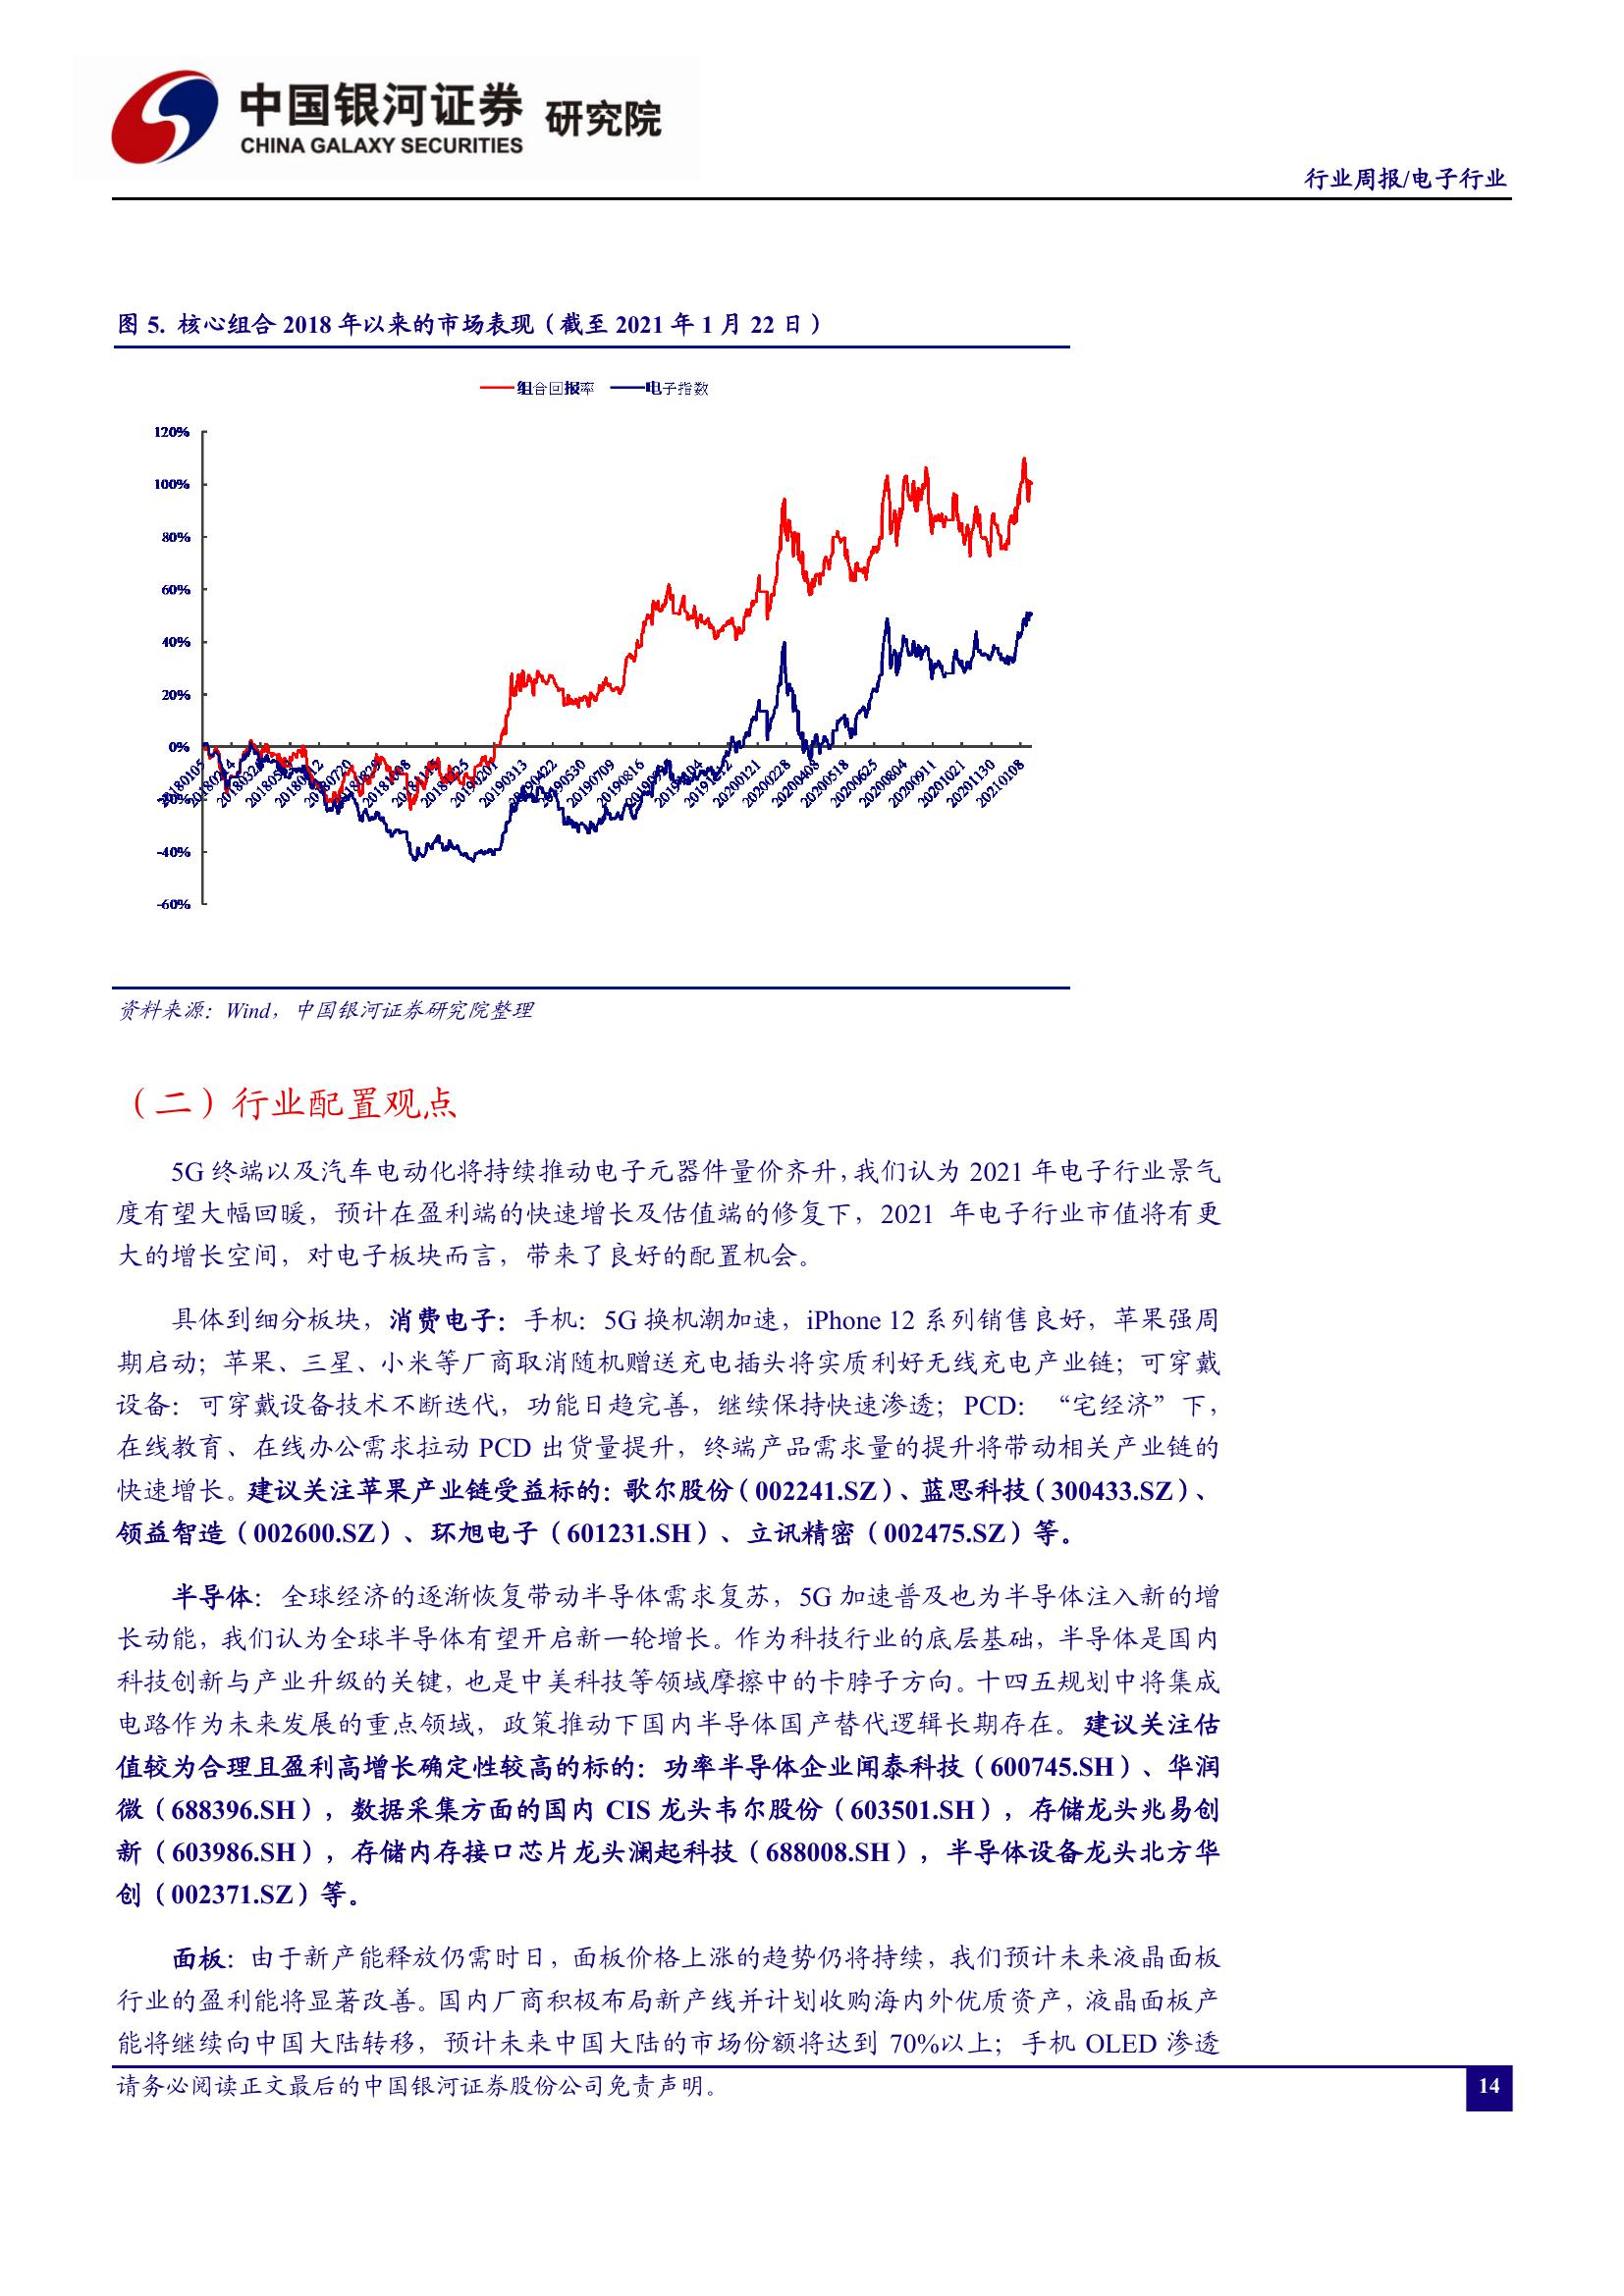 中国银河证券 研究院
CHINA GALAXY SECURITIES
行业周报/电子行业
图 5. 核心组合 2018 年以来的市场表现（截至 2021 年 1 月 22 日）
组合回报率 电子指数
120%
100%
80%
60%
40%
20%
0%
-20%
-40%
-60%
20180105 20180214 20180612 20180720 20190201 20190313 20190422 20190530 20190709 20190816 20191212 20200121 20200228 20200408 20200518 20200625 20200804 20200911 20201021 20201130 20210108
资料来源：Wind，中国银河证券研究院整理
（二）行业配置观点
5G 终端以及汽车电动化将持续推动电子元器件量价齐升，我们认为 2021 年电子行业景气
度有望大幅回暖，预计在盈利端的快速增长及估值端的修复下，2021 年电子行业市值将有更
大的增长空间，对电子板块而言，带来了良好的配置机会。
具体到细分板块，消费电子：手机：5G 换机潮加速，iPhone 12 系列销售良好，苹果强周
期启动；苹果、三星、小米等厂商取消随机赠送充电插头将实质利好无线充电产业链；可穿戴
设备：可穿戴设备技术不断迭代，功能日趋完善，继续保持快速渗透；PCD：“宅经济”下，
在线教育、在线办公需求拉动 PCD 出货量提升，终端产品需求量的提升将带动相关产业链的
快速增长。建议关注苹果产业链受益标的：歌尔股份（002241.SZ）、蓝思科技（300433.SZ）、
领益智造（002600.SZ）、环旭电子（601231.SH）、立讯精密（002475.SZ）等。
半导体：全球经济的逐渐恢复带动半导体需求复苏，5G 加速普及也为半导体注入新的增
长动能，我们认为全球半导体有望开启新一轮增长。作为科技行业的底层基础，半导体是国内
科技创新与产业升级的关键，也是中美科技等领域摩擦中的卡脖子方向。十四五规划中将集成
电路作为未来发展的重点领域，政策推动下国内半导体国产替代逻辑长期存在。建议关注估
值较为合理且盈利高增长确定性较高的标的：功率半导体企业闻泰科技（600745.SH）、华润
微（688396.SH），数据采集方面的国内 CIS 龙头韦尔股份（603501.SH），存储龙头兆易创
新（603986.SH），存储内存接口芯片龙头澜起科技（688008.SH），半导体设备龙头北方华
创（002371.SZ）等。
面板：由于新产能释放仍需时日，面板价格上涨的趋势仍将持续，我们预计未来液晶面板
行业的盈利能将显著改善。国内厂商积极布局新产线并计划收购海内外优质资产，液晶面板产
能将继续向中国大陆转移，预计未来中国大陆的市场份额将达到 70%以上；手机 OLED 渗透
请务必阅读正文最后的中国银河证券股份公司免责声明。
14